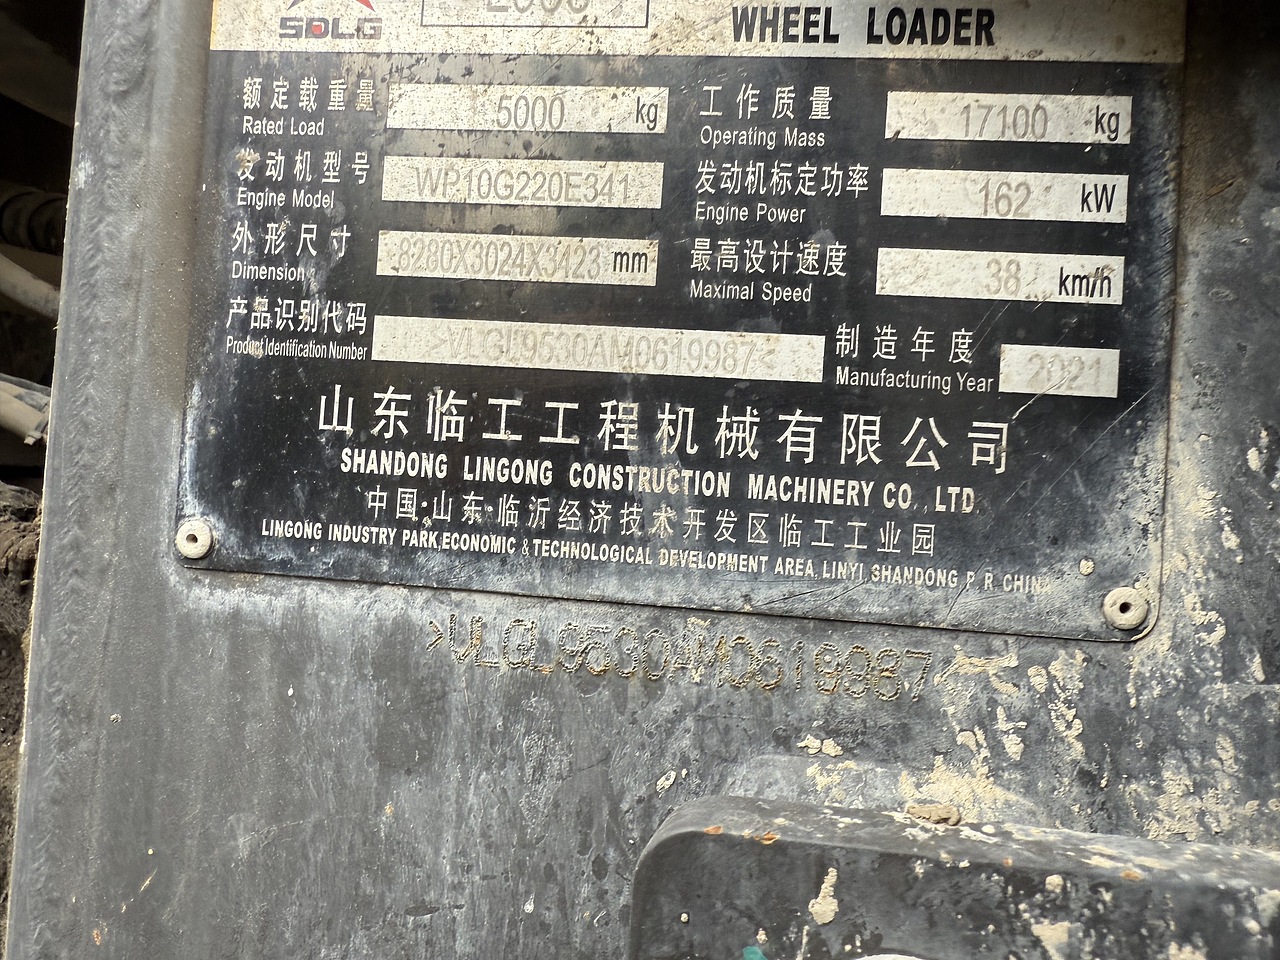 SDLG
WHEEL LOADER
额定载重量 5000 kg 工作质量 17100 kg
Rated Load Operating Mass
发动机型号 WP10G220E341 发动机标定功率 162 kW
Engine Model Engine Power
外形尺寸 8280X3024X3423 mm 最高设计速度 38 km/h
Dimension Maximal Speed
产品识别代码 >VLGL9530AM0619987< 制造年度 2021
Product Identification Number Manufacturing Year
山东临工工程机械有限公司
SHANDONG LINGONG CONSTRUCTION MACHINERY CO., LTD.
中国·山东·临沂经济技术开发区临工工业园
LINGONG INDUSTRY PARK,ECONOMIC & TECHNOLOGICAL DEVELOPMENT AREA, LINYI, SHANDONG P. R. CHINA
>VLGL9530AM0619987